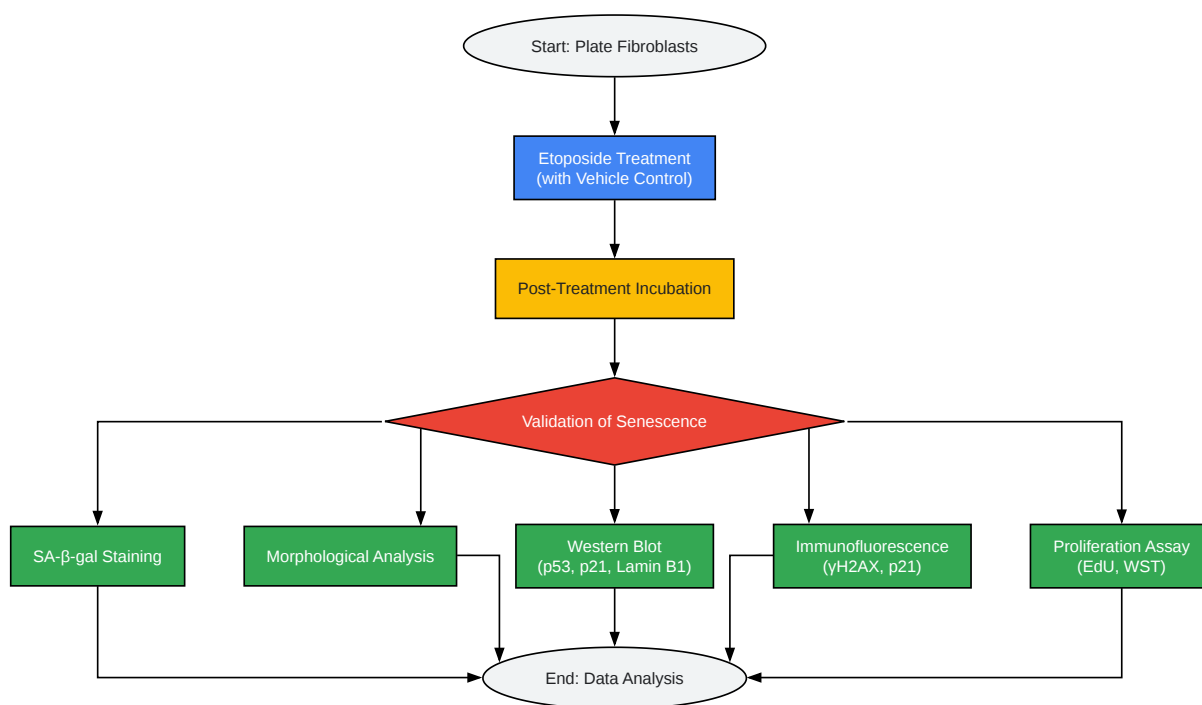 Start: Plate Fibroblasts
Etoposide Treatment
(with Vehicle Control)
Post-Treatment Incubation
Validation of Senescence
SA-β-gal Staining
Morphological Analysis
Western Blot
(p53, p21, Lamin B1)
Immunofluorescence
(γH2AX, p21)
Proliferation Assay
(EdU, WST)
End: Data Analysis